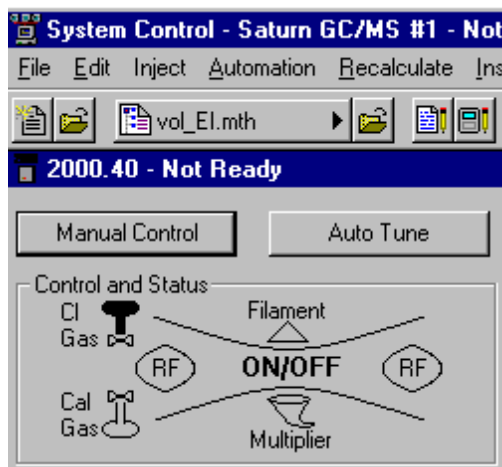 System Control - Saturn GC/MS #1 - Not
File Edit Inject Automation Recalculate Ins
vol_EI.mth
2000.40 - Not Ready
Manual Control Auto Tune
Control and Status
CI Gas
Filament
RF ON/OFF RF
Cal Gas
Multiplier